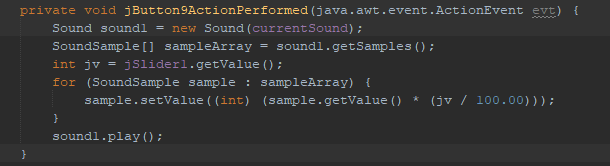 private void jButton9ActionPerformed(java.awt.event.ActionEvent evt) {
Sound sound1 = new Sound(currentSound);
SoundSample[] sampleArray = sound1.getSamples();
int jv = jSlider1.getValue();
for (SoundSample sample : sampleArray) {
sample.setValue((int) (sample.getValue() * (jv / 100.00)));
}
sound1.play();
}